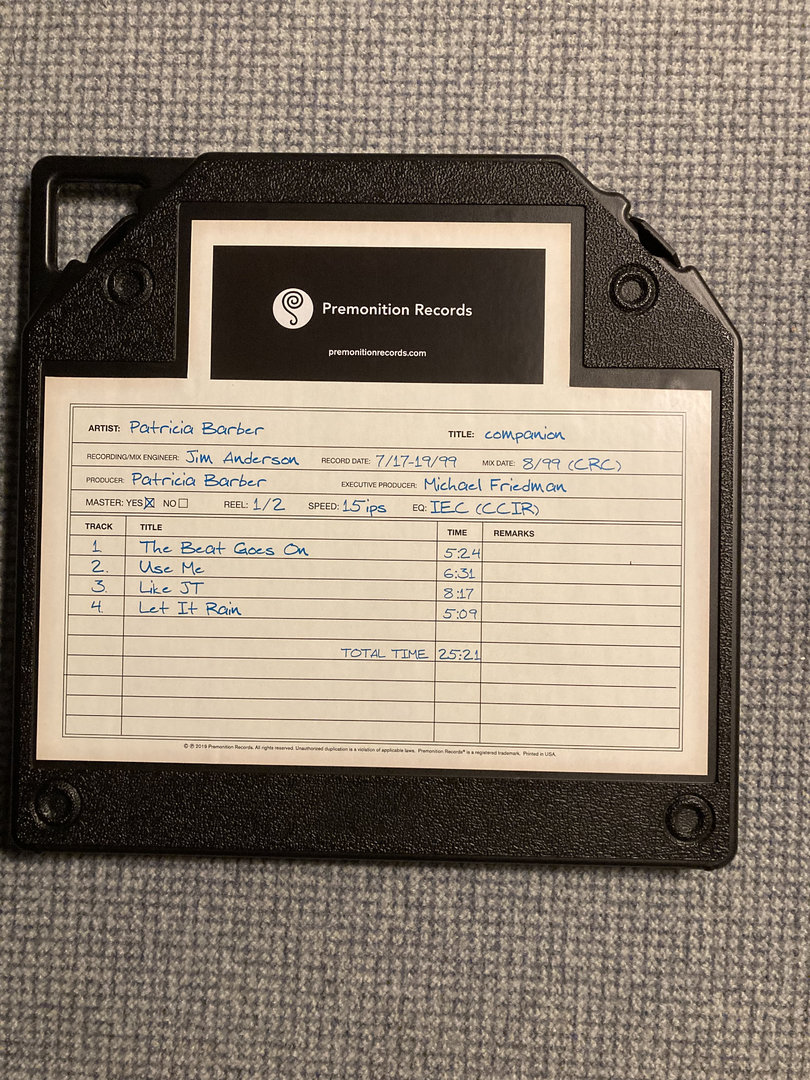 Premonition Records
premonitionrecords.com
ARTIST: Patricia Barber TITLE: companion
RECORDING/MIX ENGINEER: Jim Anderson RECORD DATE: 7/17-19/99 MIX DATE: 8/99 (CRC)
PRODUCER: Patricia Barber EXECUTIVE PRODUCER: Michael Friedman
MASTER: YES ☒ NO ☐ REEL: 1/2 SPEED: 15 ips EQ: IEC (CCIR)
TRACK TITLE TIME REMARKS
1. The Beat Goes On 5:24
2. Use Me 6:31
3. Like JT 8:17
4. Let It Rain 5:09
TOTAL TIME 25:21
© ℗ 2019 Premonition Records. All rights reserved. Unauthorized duplication is a violation of applicable laws. Premonition Records® is a registered trademark. Printed in USA.